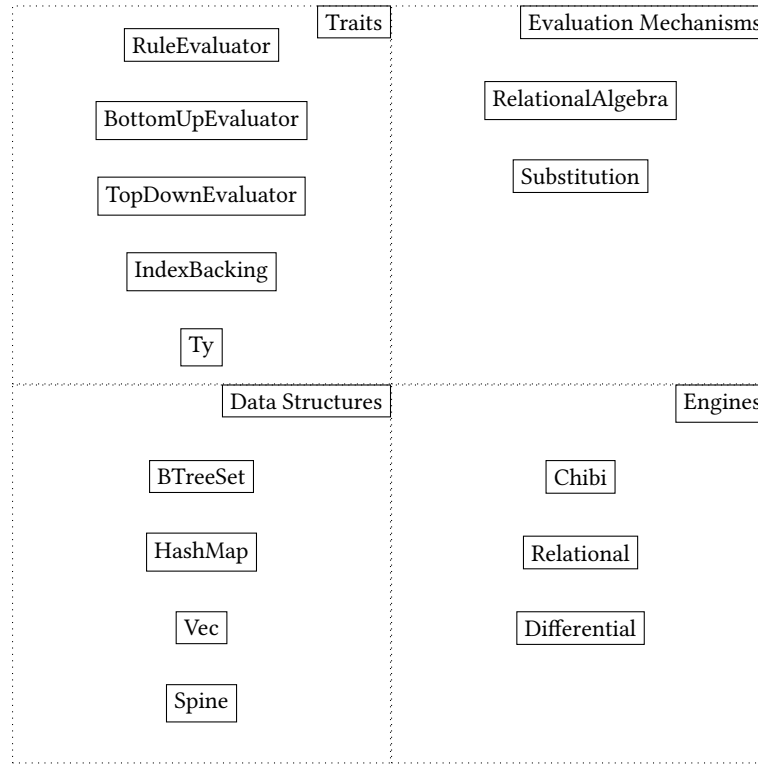 Traits
RuleEvaluator
BottomUpEvaluator
TopDownEvaluator
IndexBacking
Ty
Evaluation Mechanisms
RelationalAlgebra
Substitution
Data Structures
BTreeSet
HashMap
Vec
Spine
Engines
Chibi
Relational
Differential